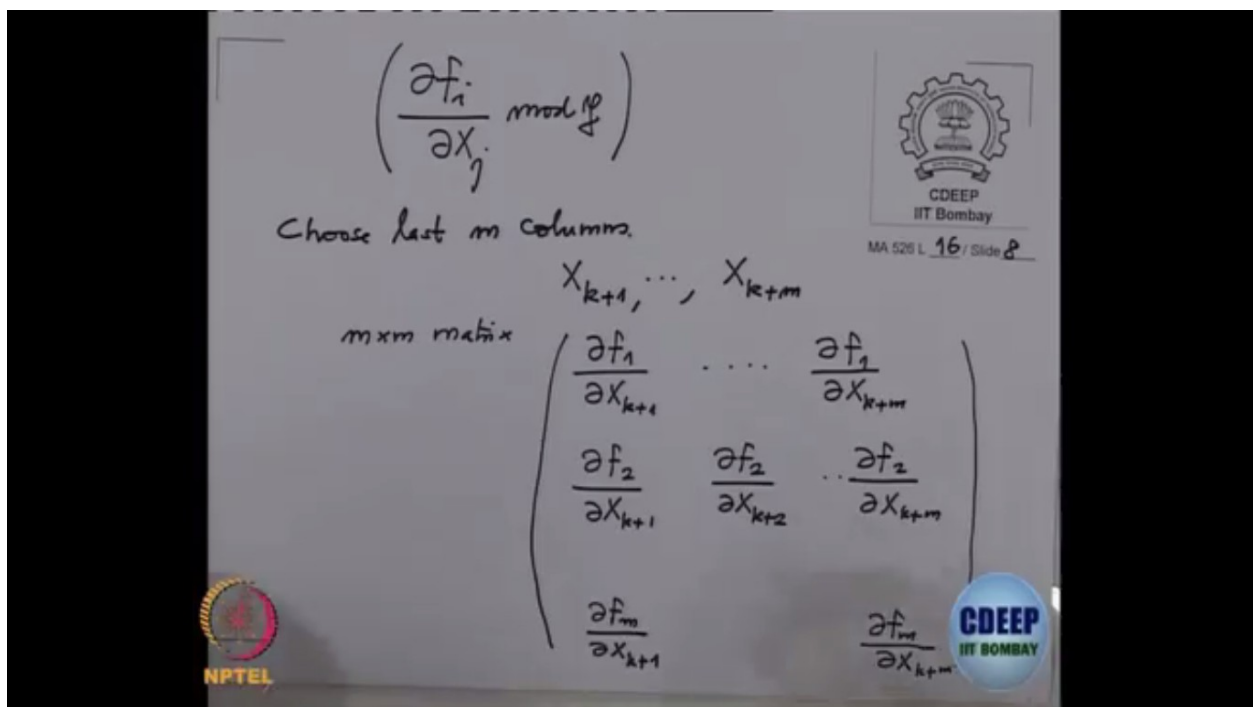 ( ∂f_i / ∂X_j mod 𝔭 )
CDEEP
IIT Bombay
MA 526 L 16 / Slide 8
Choose last m columns.
X_{k+1}, ..., X_{k+m}
m×m matrix
∂f_1/∂X_{k+1} .... ∂f_1/∂X_{k+m}
∂f_2/∂X_{k+1} ∂f_2/∂X_{k+2} .. ∂f_2/∂X_{k+m}
∂f_m/∂X_{k+1} ∂f_m/∂X_{k+m}
NPTEL
CDEEP
IIT BOMBAY